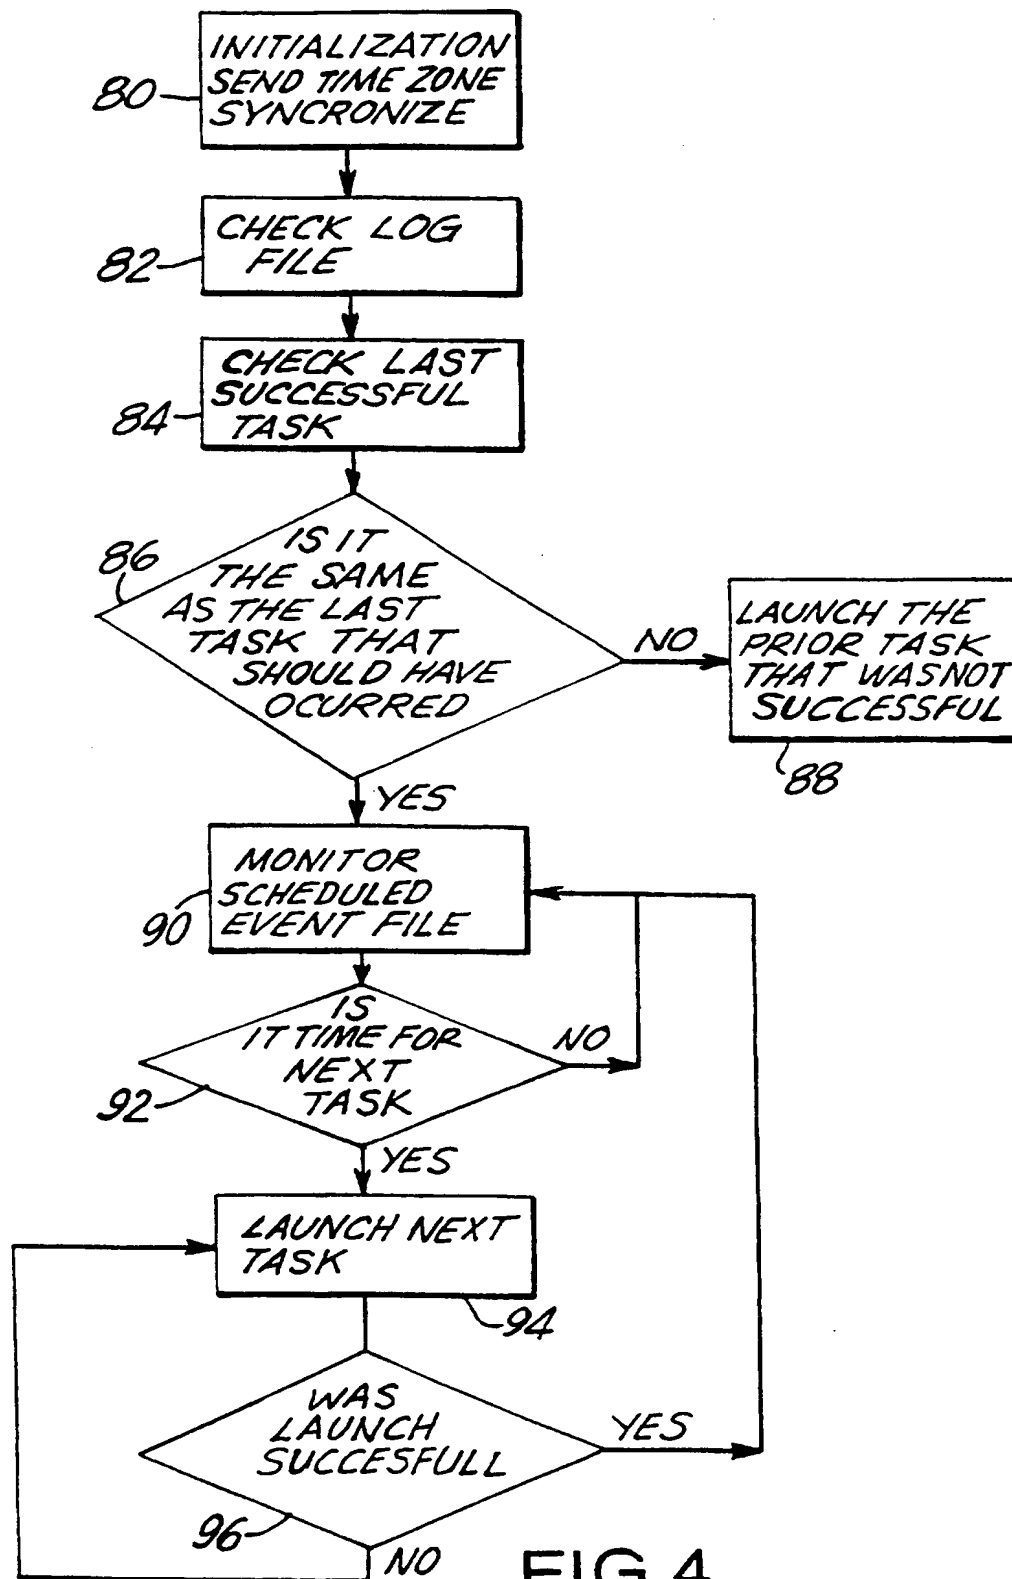 INITIALIZATION
SEND TIME ZONE
SYNCRONIZE
80
CHECK LOG
FILE
82
CHECK LAST
SUCCESSFUL
TASK
84
IS IT
THE SAME
AS THE LAST
TASK THAT
SHOULD HAVE
OCURRED
86
NO
LAUNCH THE
PRIOR TASK
THAT WAS NOT
SUCCESSFUL
88
YES
MONITOR
SCHEDULED
EVENT FILE
90
IS
IT TIME FOR
NEXT
TASK
92
NO
YES
LAUNCH NEXT
TASK
94
WAS
LAUNCH
SUCCESFULL
YES
96
NO
FIG.4